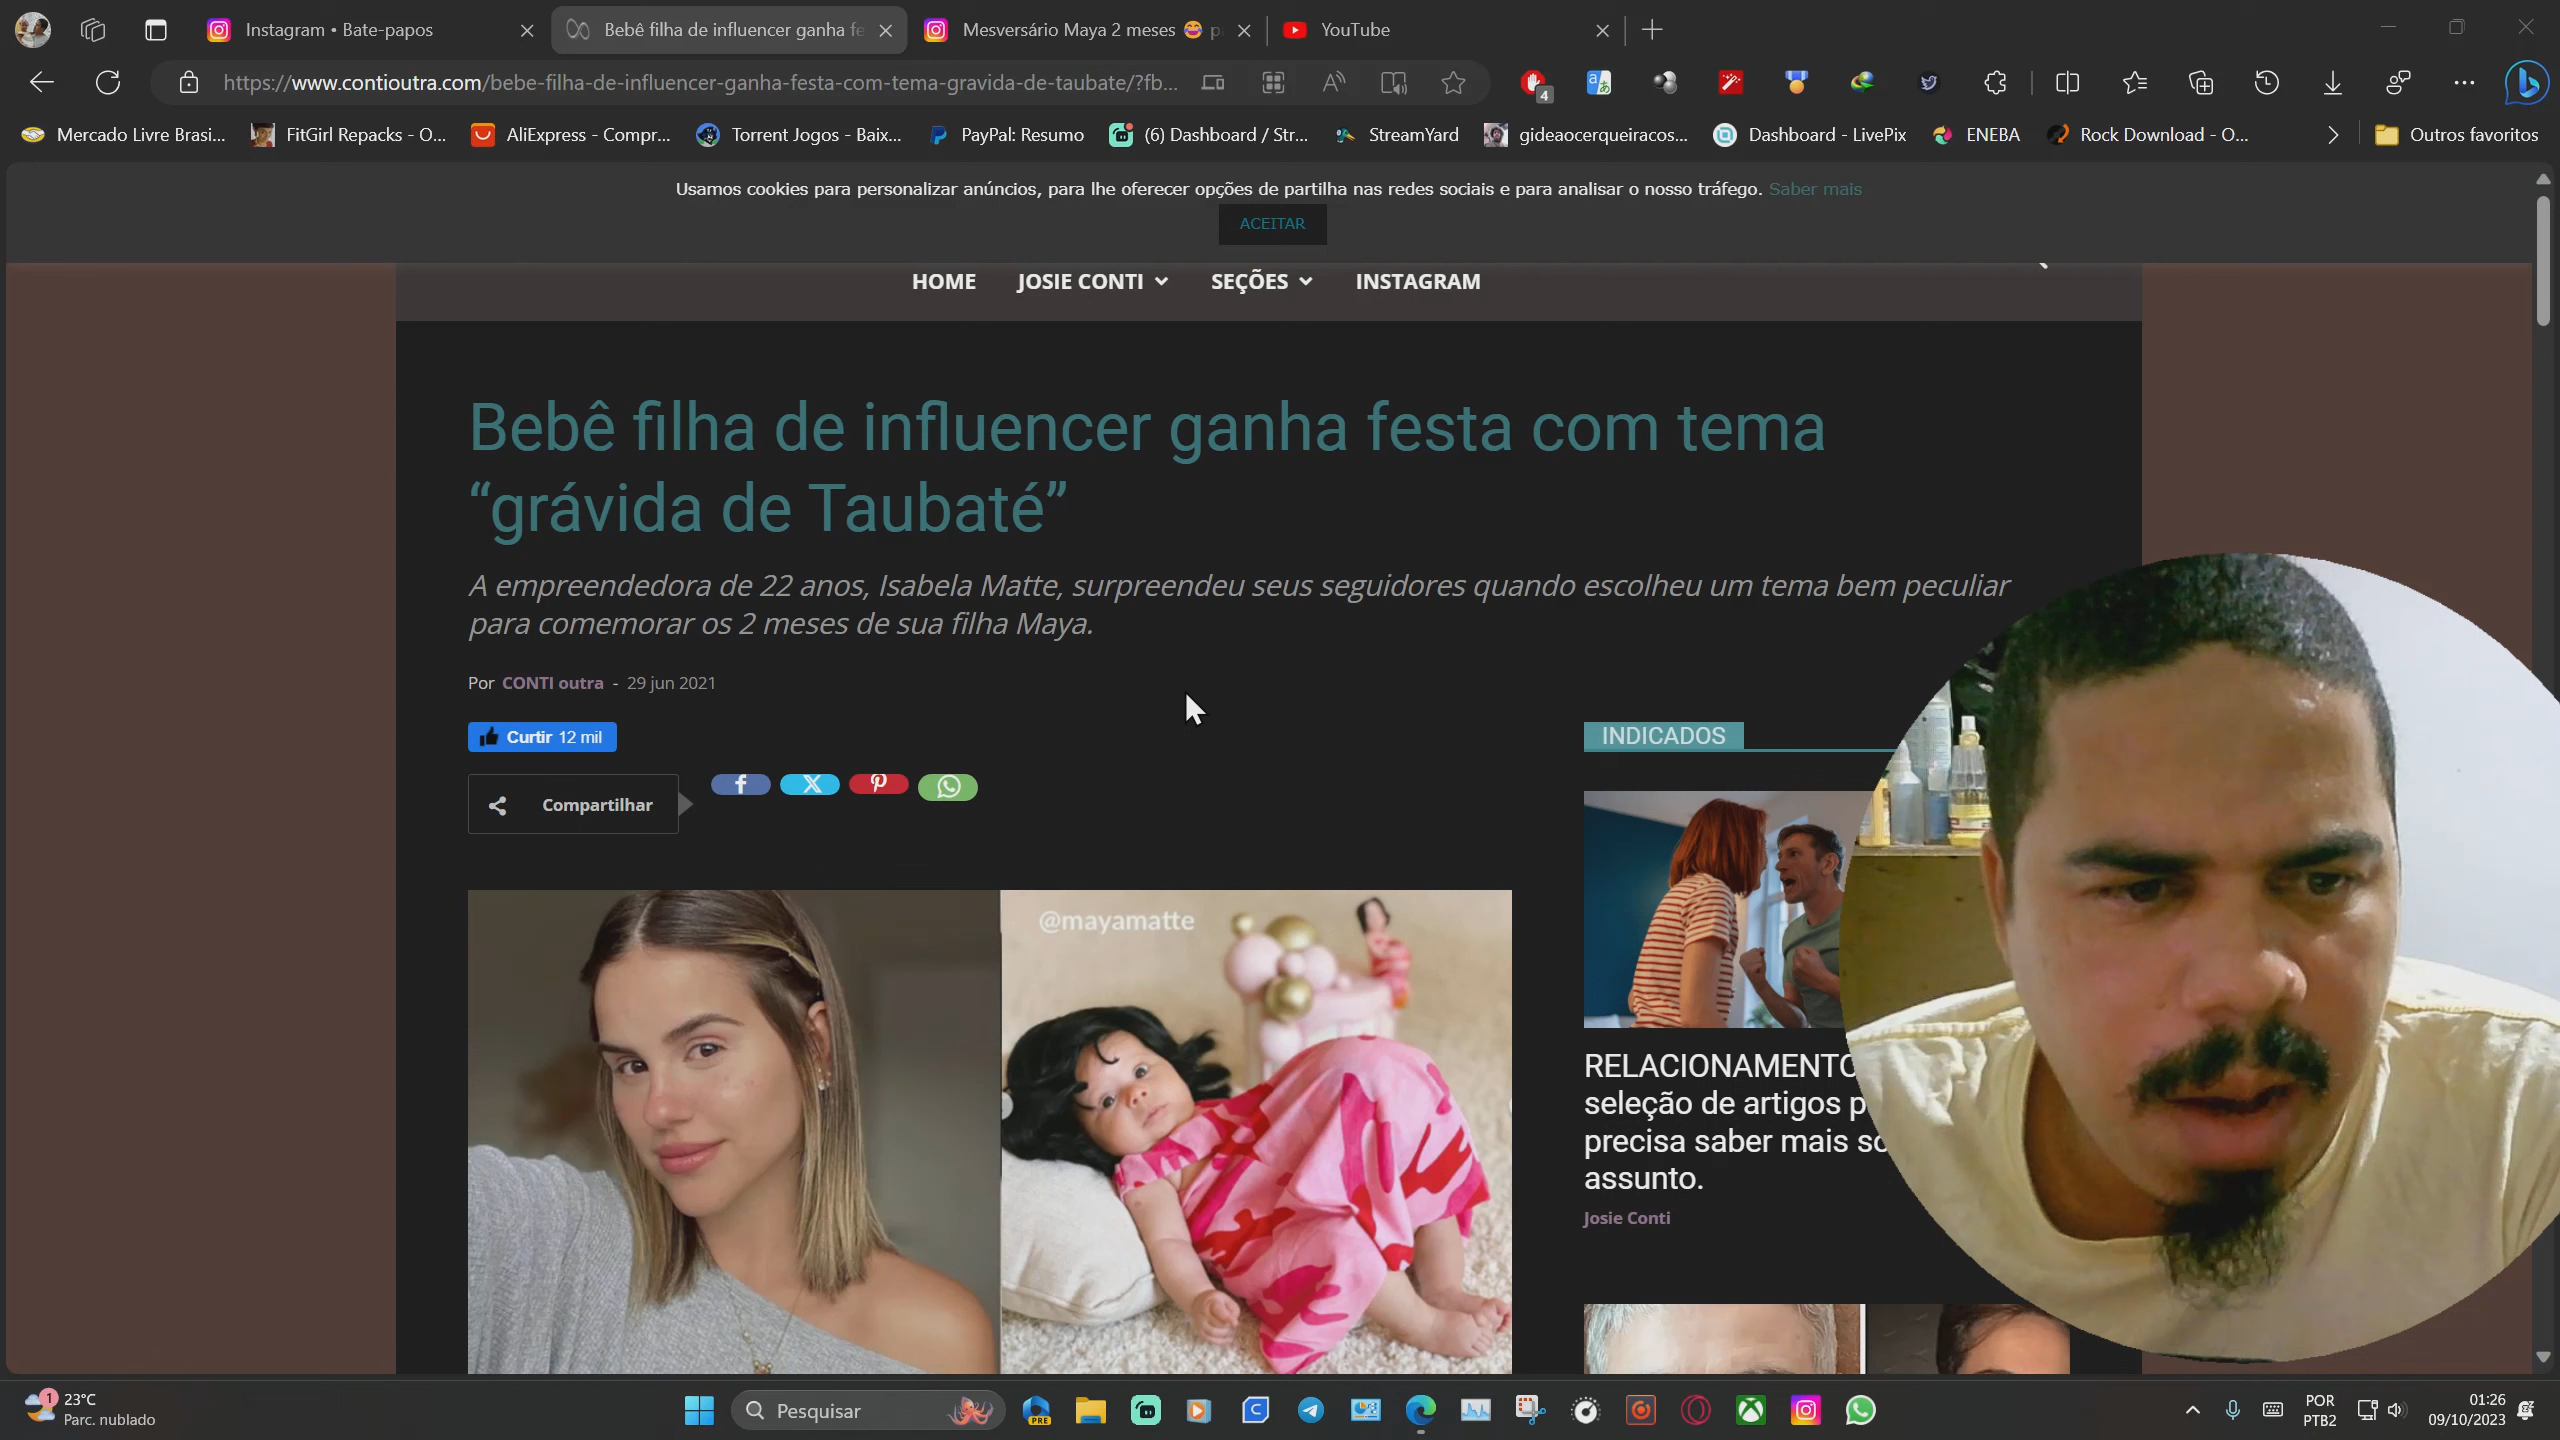 Instagram • Bate-papos
Bebê filha de influencer ganha fe
Mesversário Maya 2 meses 😂 p
YouTube
https://www.contioutra.com/bebe-filha-de-influencer-ganha-festa-com-tema-gravida-de-taubate/?fb...
4
Mercado Livre Brasi...
FitGirl Repacks - O...
AliExpress - Compr...
Torrent Jogos - Baix...
PayPal: Resumo
(6) Dashboard / Str...
StreamYard
gideaocerqueiracos...
Dashboard - LivePix
ENEBA
Rock Download - O...
Outros favoritos
Usamos cookies para personalizar anúncios, para lhe oferecer opções de partilha nas redes sociais e para analisar o nosso tráfego. Saber mais
ACEITAR
HOME JOSIE CONTI SEÇÕES INSTAGRAM
Bebê filha de influencer ganha festa com tema
“grávida de Taubaté”
A empreendedora de 22 anos, Isabela Matte, surpreendeu seus seguidores quando escolheu um tema bem peculiar
para comemorar os 2 meses de sua filha Maya.
Por CONTI outra - 29 jun 2021
Curtir 12 mil
Compartilhar
@mayamatte
INDICADOS
RELACIONAMENTO
seleção de artigos p
precisa saber mais so
assunto.
Josie Conti
1
23°C
Parc. nublado
Pesquisar
PRE
POR
PTB2
01:26
09/10/2023